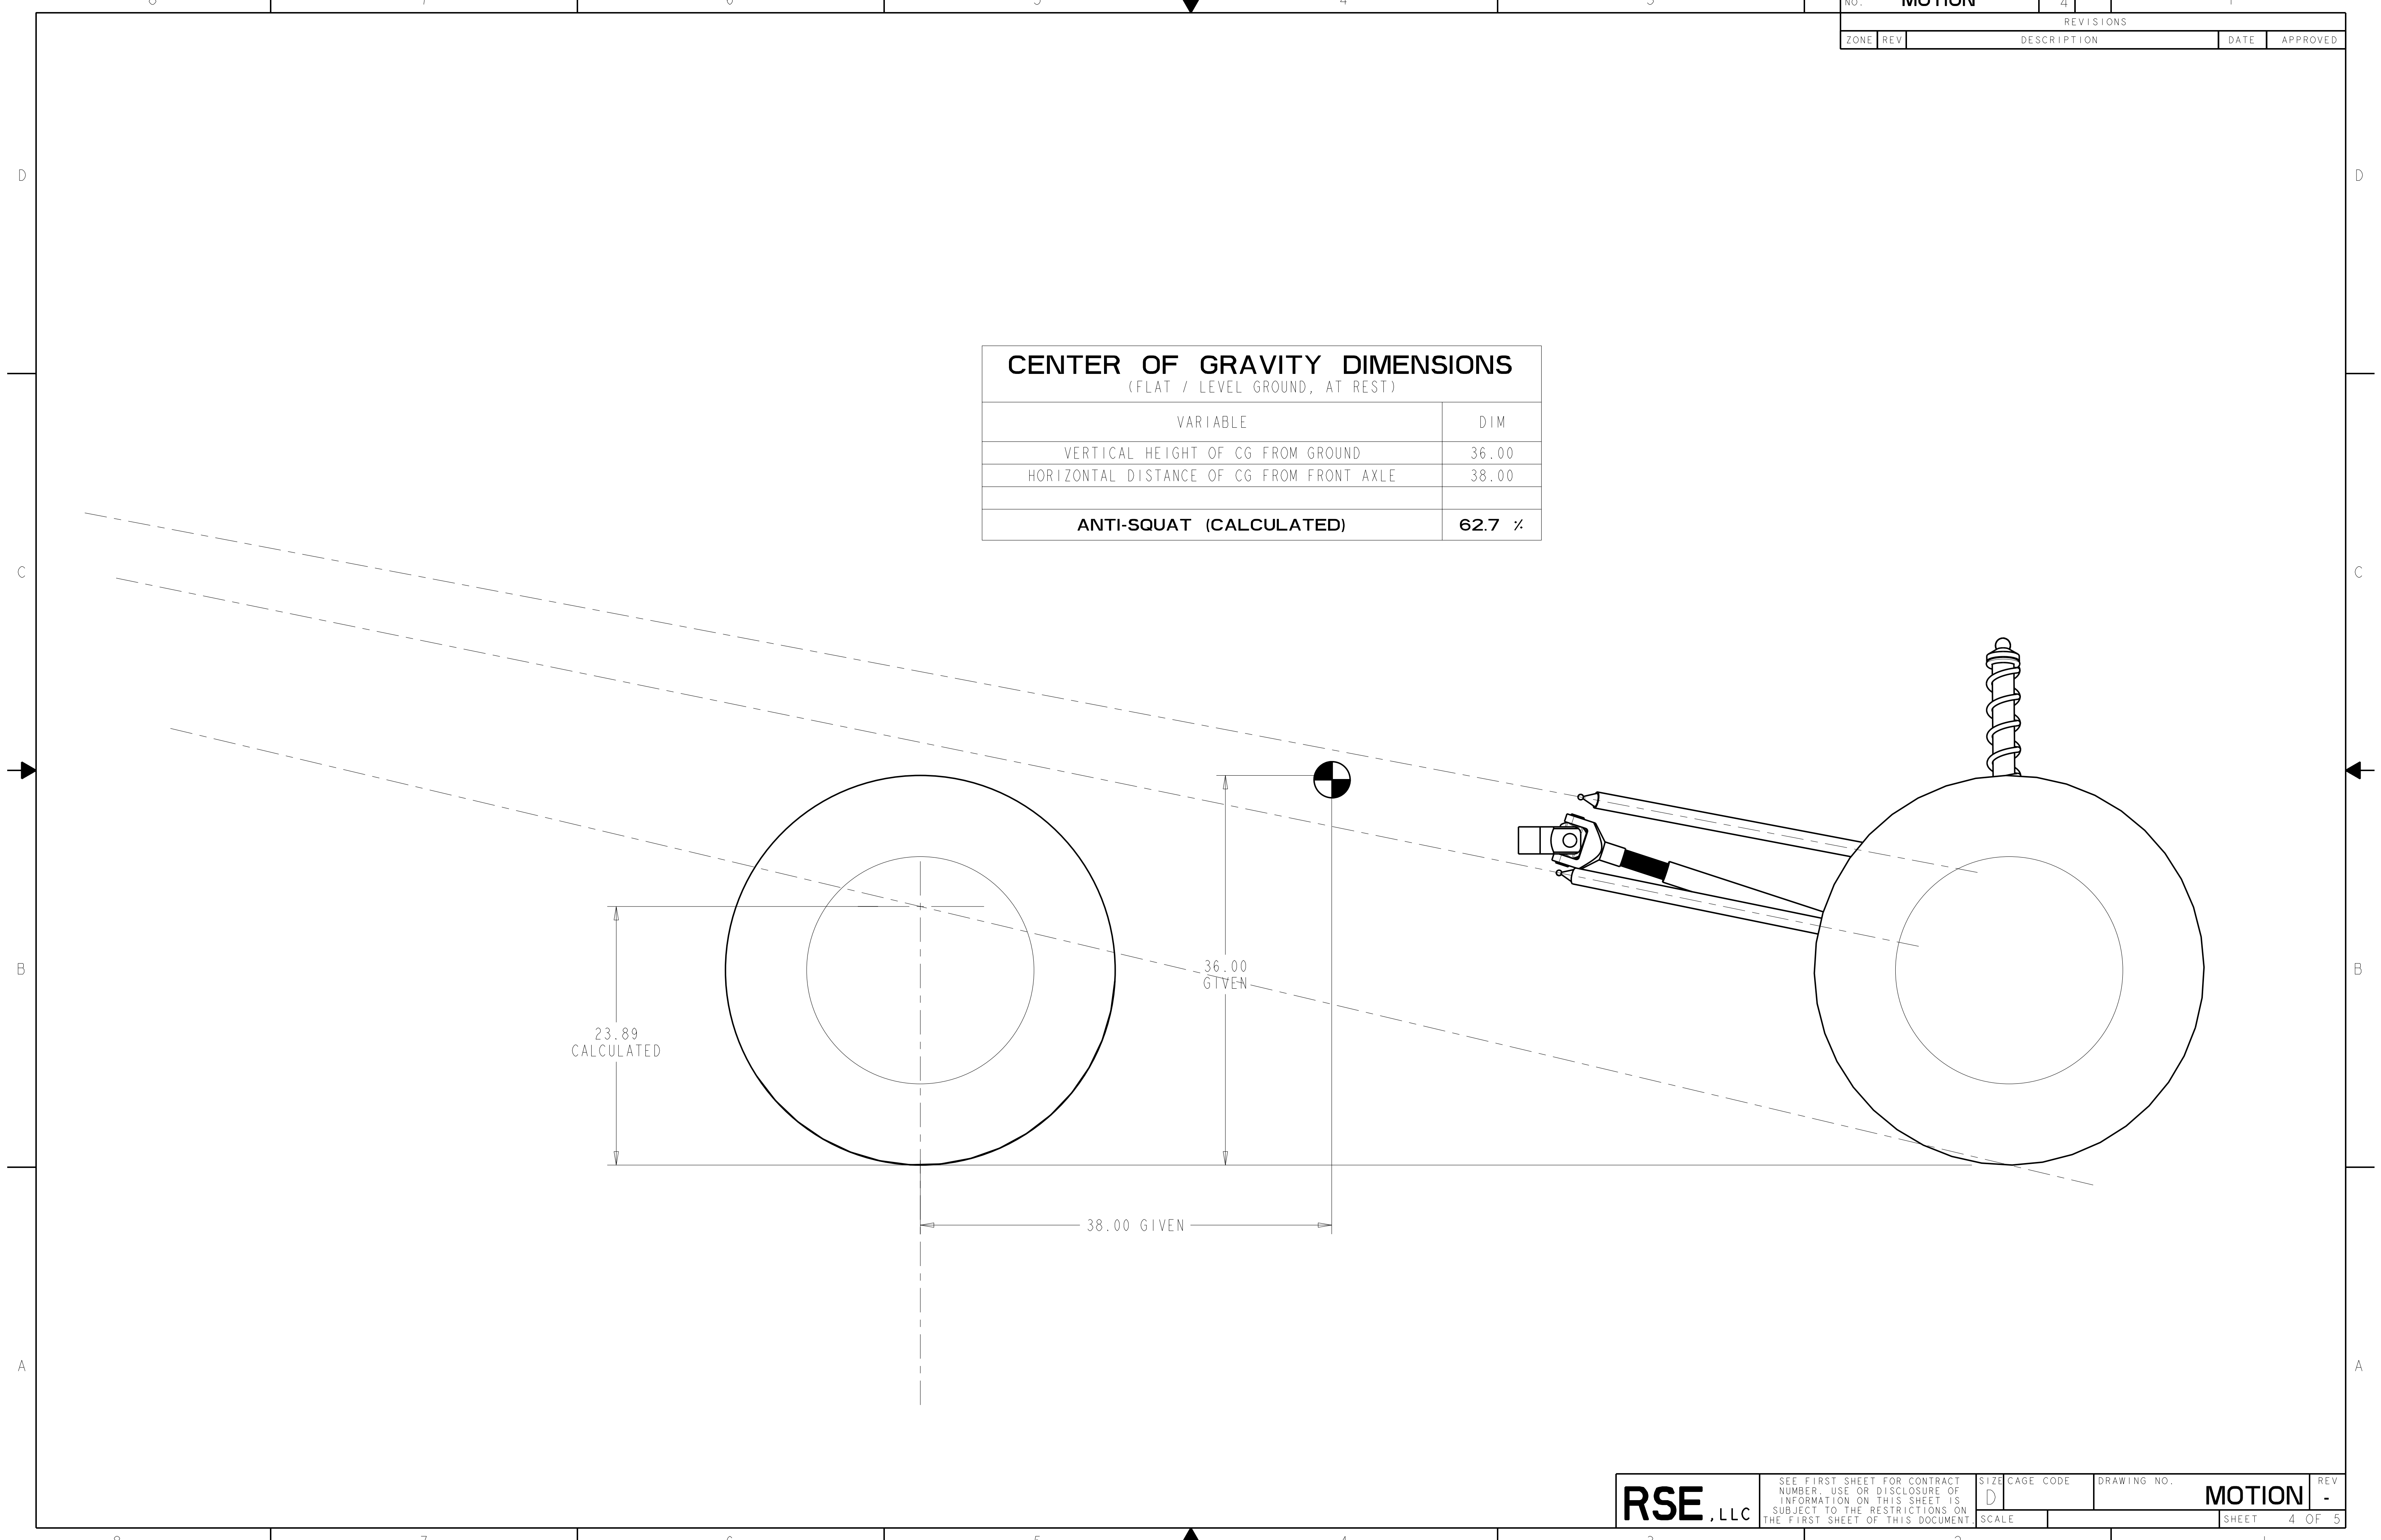 NO. MOTION 4 1
REVISIONS
ZONE REV DESCRIPTION DATE APPROVED
D D
CENTER OF GRAVITY DIMENSIONS
(FLAT / LEVEL GROUND, AT REST)
VARIABLE DIM
VERTICAL HEIGHT OF CG FROM GROUND 36.00
HORIZONTAL DISTANCE OF CG FROM FRONT AXLE 38.00
ANTI-SQUAT (CALCULATED) 62.7 %
C C
B B
36.00
GIVEN
23.89
CALCULATED
38.00 GIVEN
A A
RSE, LLC
SEE FIRST SHEET FOR CONTRACT
NUMBER. USE OR DISCLOSURE OF
INFORMATION ON THIS SHEET IS
SUBJECT TO THE RESTRICTIONS ON
THE FIRST SHEET OF THIS DOCUMENT.
SIZE
D
CAGE CODE
DRAWING NO.
MOTION
REV
-
SCALE
SHEET 4 OF 5